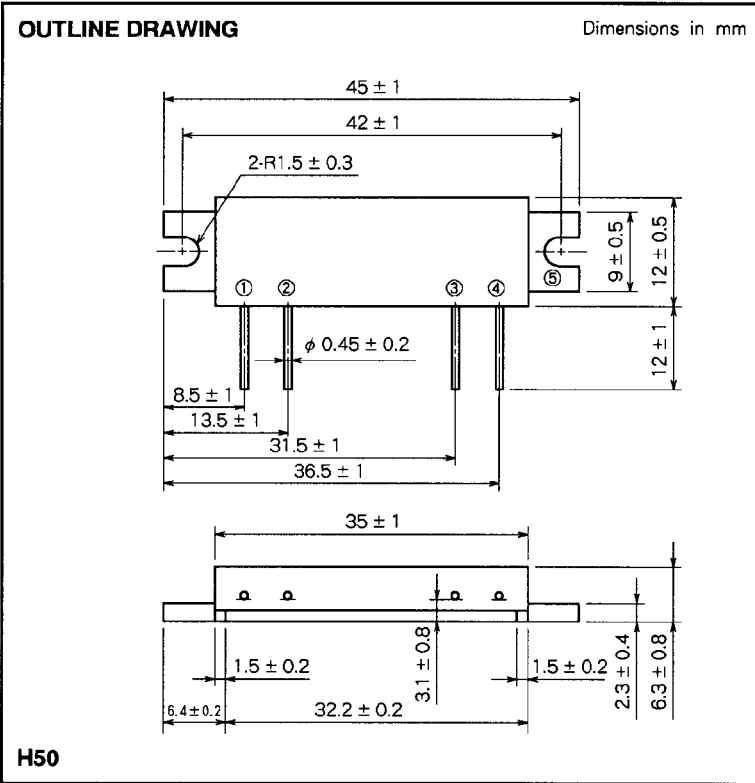 OUTLINE DRAWING
Dimensions in mm
45 ± 1
42 ± 1
2-R1.5 ± 0.3
① ② ③ ④ ⑤
9 ± 0.5
12 ± 0.5
φ 0.45 ± 0.2
12 ± 1
8.5 ± 1
13.5 ± 1
31.5 ± 1
36.5 ± 1
35 ± 1
1.5 ± 0.2
3.1 ± 0.8
1.5 ± 0.2
2.3 ± 0.4
6.3 ± 0.8
6.4 ± 0.2
32.2 ± 0.2
H50